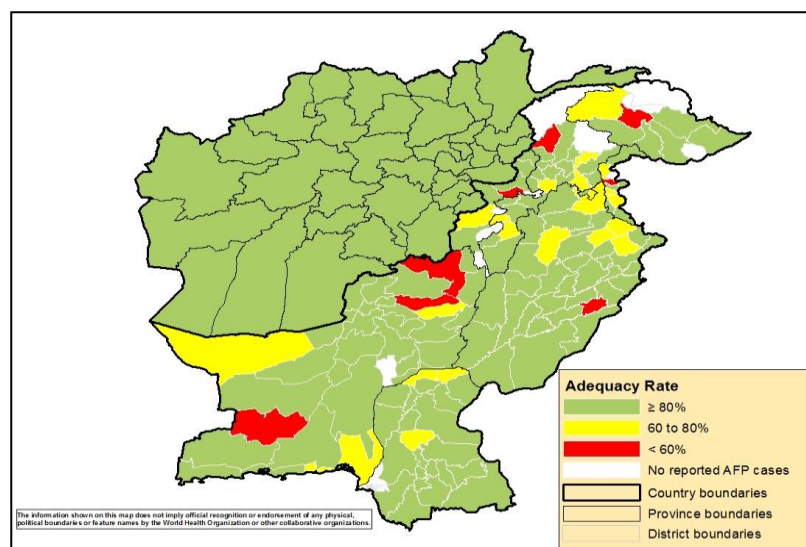 Adequacy Rate
≥ 80%
60 to 80%
< 60%
No reported AFP cases
Country boundaries
Province boundaries
District boundaries
The information shown on this map does not imply official recognition or endorsement of any physical,
political boundaries or feature names by the World Health Organization or other collaborative organizations.